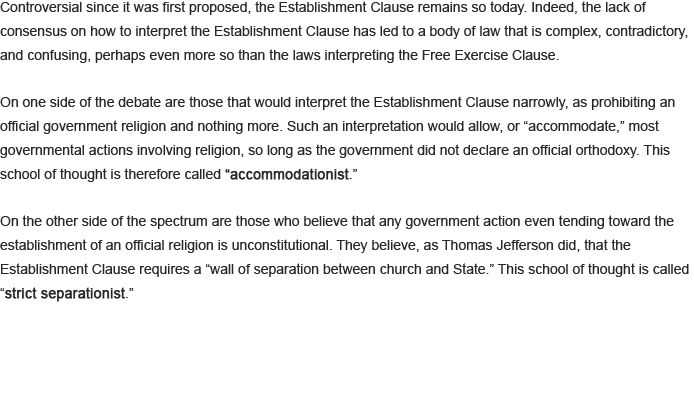 Controversial since it was first proposed, the Establishment Clause remains so today. Indeed, the lack of
consensus on how to interpret the Establishment Clause has led to a body of law that is complex, contradictory,
and confusing, perhaps even more so than the laws interpreting the Free Exercise Clause.
On one side of the debate are those that would interpret the Establishment Clause narrowly, as prohibiting an
official government religion and nothing more. Such an interpretation would allow, or “accommodate,” most
governmental actions involving religion, so long as the government did not declare an official orthodoxy. This
school of thought is therefore called “accommodationist.”
On the other side of the spectrum are those who believe that any government action even tending toward the
establishment of an official religion is unconstitutional. They believe, as Thomas Jefferson did, that the
Establishment Clause requires a “wall of separation between church and State.” This school of thought is called
“strict separationist.”